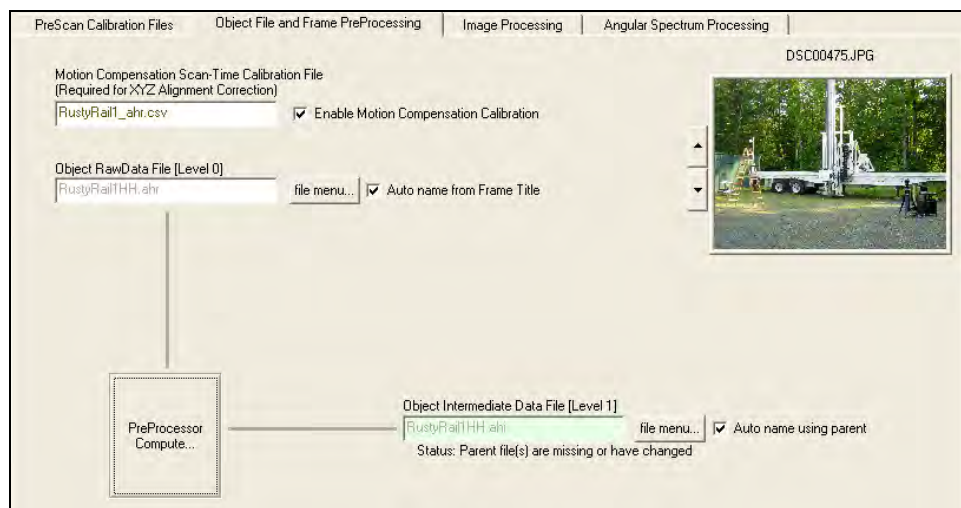 PreScan Calibration Files
Object File and Frame PreProcessing
Image Processing
Angular Spectrum Processing
DSC00475.JPG
Motion Compensation Scan-Time Calibration File
(Required for XYZ Alignment Correction)
RustyRail1_ahr.csv
Enable Motion Compensation Calibration
Object RawData File [Level 0]
RustyRail1HH.ahr
file menu...
Auto name from Frame Title
PreProcessor
Compute...
Object Intermediate Data File [Level 1]
RustyRail1HH.ahi
file menu...
Auto name using parent
Status: Parent file(s) are missing or have changed